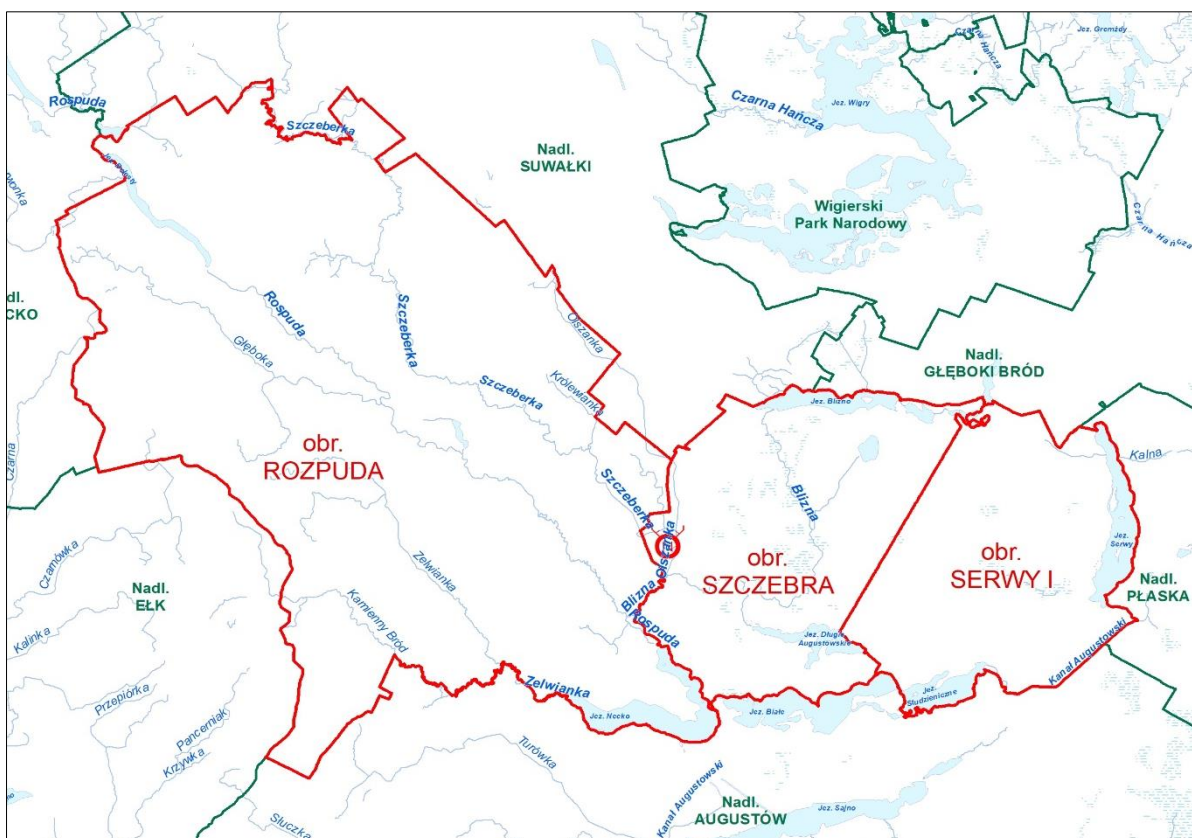 Rospuda
Szczeberka
Czarna Hańcza
Czarna
Hańcza
Jez. Gremzdy
Jez. Wigry
Nadl.
SUWAŁKI
Wigierski
Park Narodowy
Czarna Hańcza
dl.
CKO
Rospuda
Głęboka
Szczeberka
Olszanka
Szczeberka
Królewianka
Nadl.
GŁĘBOKI BRÓD
Jez. Blizno
Czarna
obr.
ROZPUDA
Szczeberka
Blizna
Kalna
Jez.
Serwy
Czarnówka
Zelwianka
Blizna Olszanka
obr.
SZCZEBRA
obr.
SERWY I
Nadl.
PŁASKA
Nadl.
EŁK
Kalinka
Kamienny Bród
Rospuda
Jez. Długie
Augustowskie
Kanał Augustowski
Przepiórka
Pancerniak
Krzywka
Zelwianka
Jez. Necko
Jez. Białe
Jez.
Studzieniczne
Turówka
Kanał Augustowski
Nadl.
AUGUSTÓW
Jez. Sajno
Słuczka